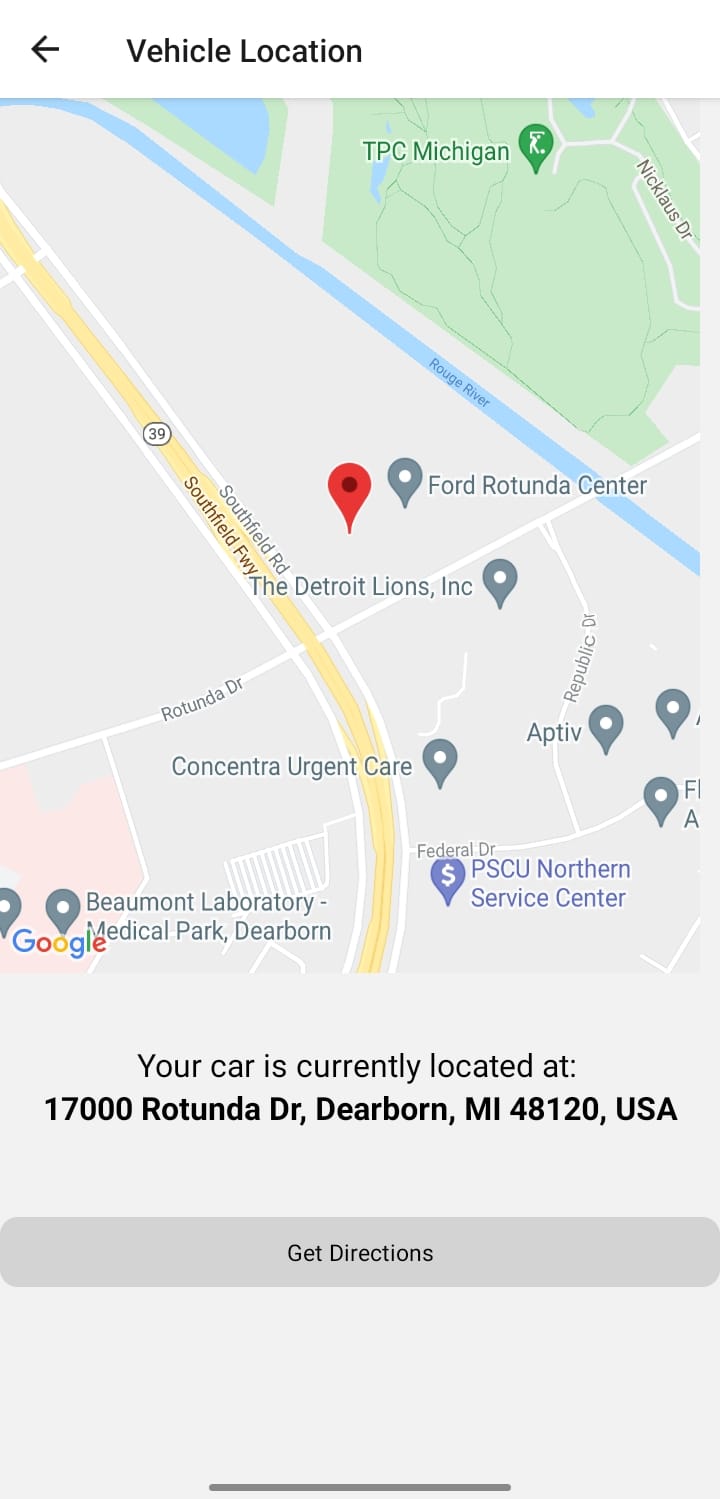 Vehicle Location
TPC Michigan
Nicklaus Dr
Rouge River
39
Ford Rotunda Center
Southfield Rd
Southfield Fwy
The Detroit Lions, Inc
Republic Dr
Rotunda Dr
Aptiv
Concentra Urgent Care
Fl
A
Federal Dr
PSCU Northern
Service Center
Beaumont Laboratory -
Medical Park, Dearborn
Google
Your car is currently located at:
17000 Rotunda Dr, Dearborn, MI 48120, USA
Get Directions